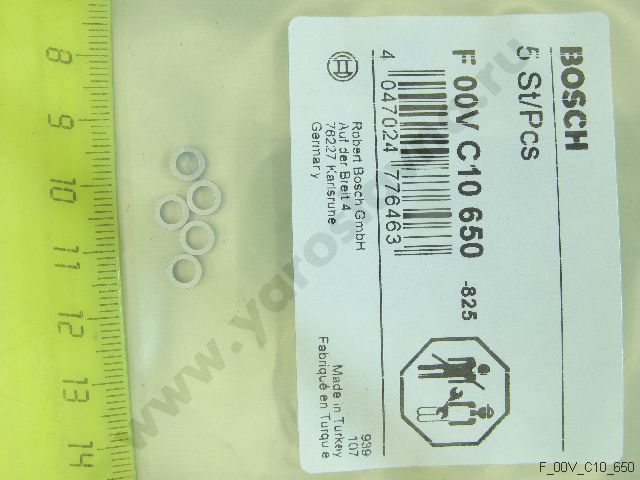 BOSCH
5 St/Pcs
F 00V C10 650
-825
4 047024 776463
Robert Bosch GmbH
Auf der Breit 4
76227 Karlsruhe
Germany
939
107
Made in Turkey
Fabriqué en Turquie
8
9
10
11
12
13
14
F_00V_C10_650